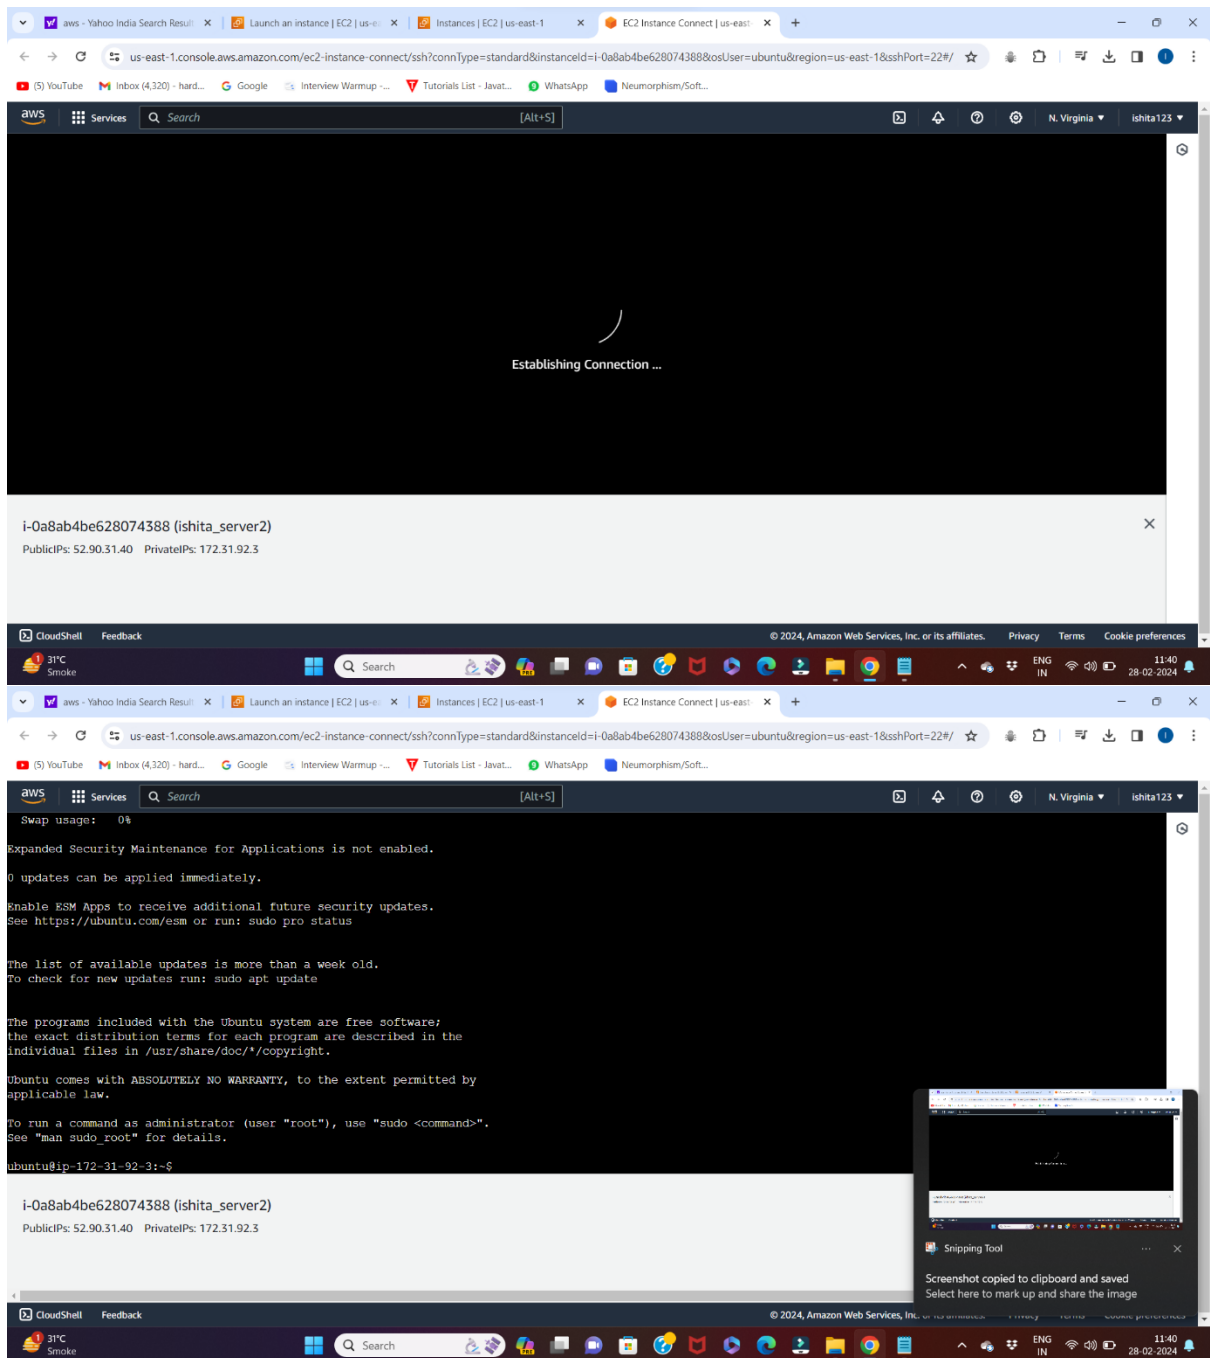 aws - Yahoo India Search Result
Launch an instance | EC2 | us-ea
Instances | EC2 | us-east-1
EC2 Instance Connect | us-east-
us-east-1.console.aws.amazon.com/ec2-instance-connect/ssh?connType=standard&instanceId=i-0a8ab4be628074388&osUser=ubuntu&region=us-east-1&sshPort=22#/
(5) YouTube
Inbox (4,320) - hard...
Google
Interview Warmup -...
Tutorials List - Javat...
WhatsApp
Neumorphism/Soft...
aws
Services
Search
[Alt+S]
N. Virginia
ishita123
Establishing Connection ...
i-0a8ab4be628074388 (ishita_server2)
PublicIPs: 52.90.31.40 PrivateIPs: 172.31.92.3
CloudShell Feedback
© 2024, Amazon Web Services, Inc. or its affiliates. Privacy Terms Cookie preferences
1
31°C
Smoke
Search
ENG
IN
11:40
28-02-2024
aws - Yahoo India Search Result
Launch an instance | EC2 | us-ea
Instances | EC2 | us-east-1
EC2 Instance Connect | us-east-
us-east-1.console.aws.amazon.com/ec2-instance-connect/ssh?connType=standard&instanceId=i-0a8ab4be628074388&osUser=ubuntu&region=us-east-1&sshPort=22#/
(5) YouTube
Inbox (4,320) - hard...
Google
Interview Warmup -...
Tutorials List - Javat...
WhatsApp
Neumorphism/Soft...
aws
Services
Search
[Alt+S]
N. Virginia
ishita123
Swap usage: 0%
Expanded Security Maintenance for Applications is not enabled.
0 updates can be applied immediately.
Enable ESM Apps to receive additional future security updates.
See https://ubuntu.com/esm or run: sudo pro status
The list of available updates is more than a week old.
To check for new updates run: sudo apt update
The programs included with the Ubuntu system are free software;
the exact distribution terms for each program are described in the
individual files in /usr/share/doc/*/copyright.
Ubuntu comes with ABSOLUTELY NO WARRANTY, to the extent permitted by
applicable law.
To run a command as administrator (user "root"), use "sudo <command>".
See "man sudo_root" for details.
ubuntu@ip-172-31-92-3:~$
i-0a8ab4be628074388 (ishita_server2)
PublicIPs: 52.90.31.40 PrivateIPs: 172.31.92.3
Snipping Tool
Screenshot copied to clipboard and saved
Select here to mark up and share the image
CloudShell Feedback
© 2024, Amazon Web Services, Inc. or its affiliates. Privacy Terms Cookie preferences
1
31°C
Smoke
Search
ENG
IN
11:40
28-02-2024